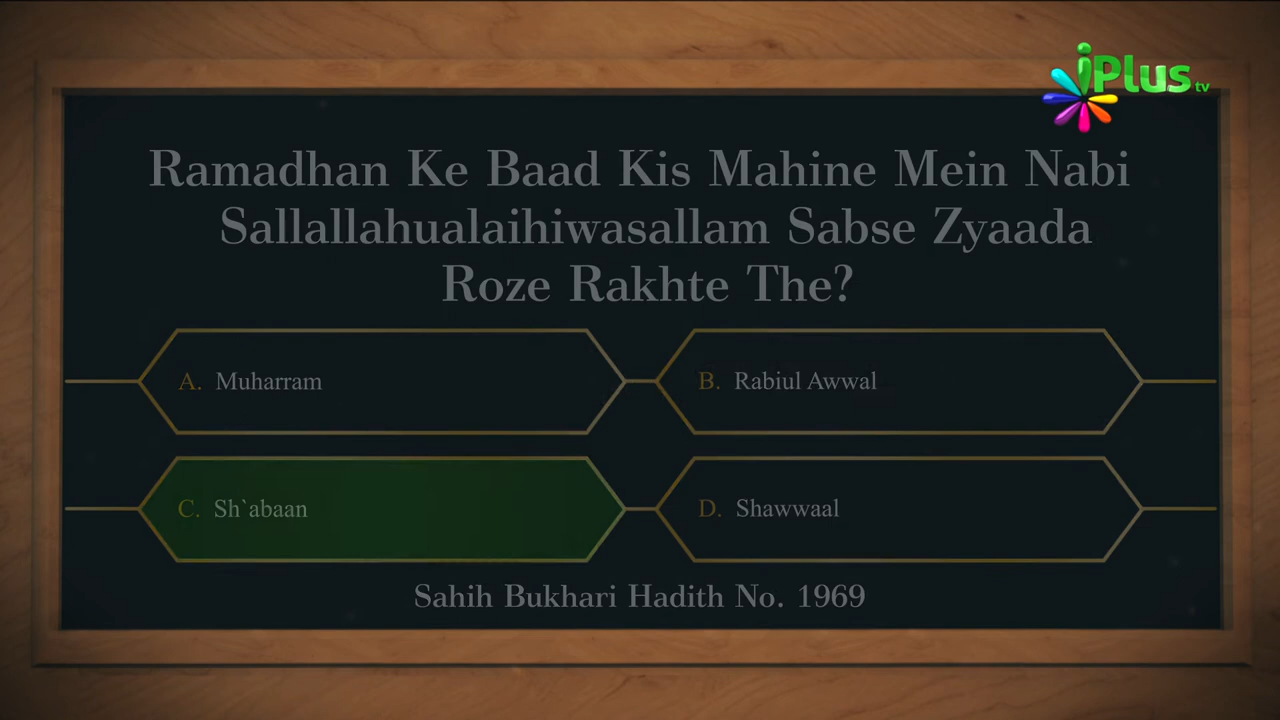 iPlus tv
Ramadhan Ke Baad Kis Mahine Mein Nabi
Sallallahualaihiwasallam Sabse Zyaada
Roze Rakhte The?
A. Muharram
B. Rabiul Awwal
C. Sh`abaan
D. Shawwaal
Sahih Bukhari Hadith No. 1969